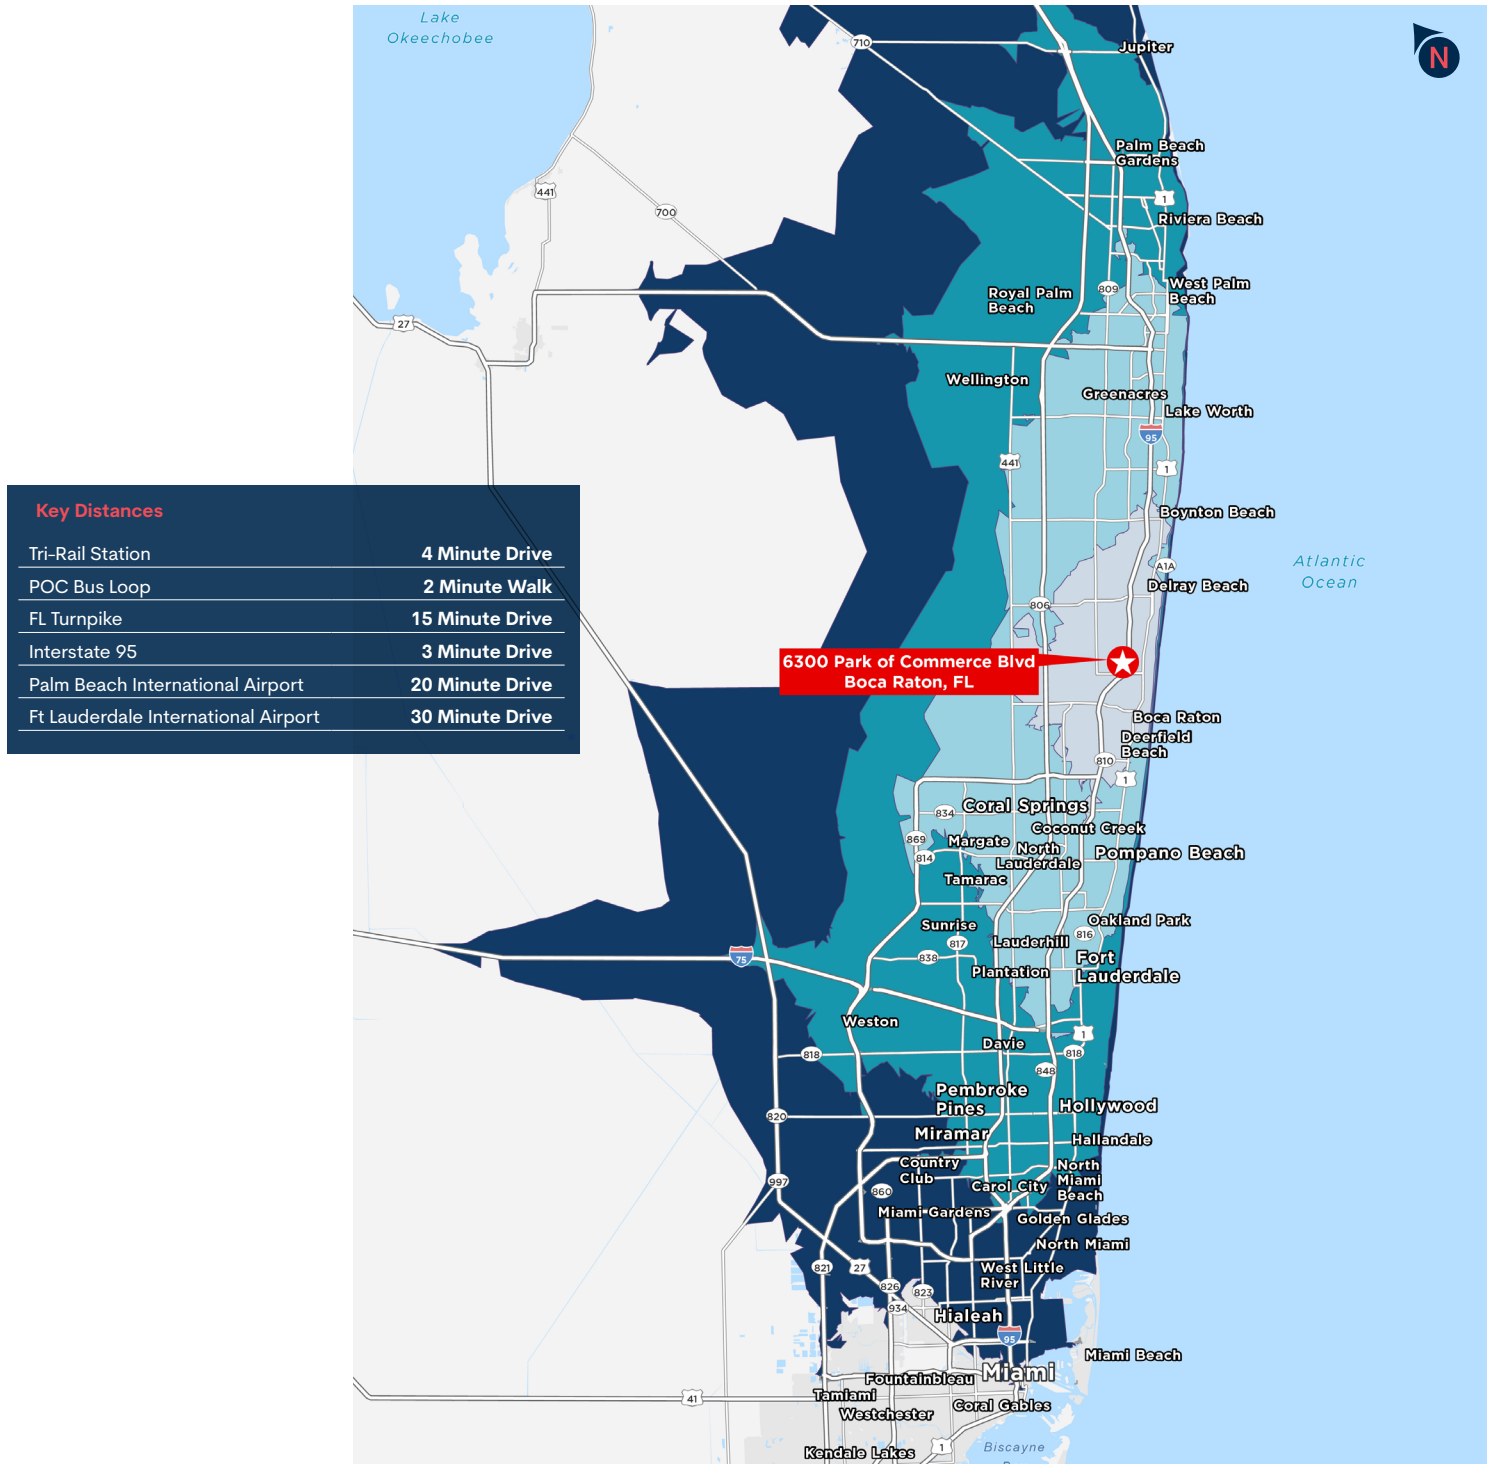 Lake
Okeechobee
N
710
Jupiter
Palm Beach
Gardens
441
1
700
Riviera Beach
West Palm
Beach
809
Royal Palm
Beach
27
Wellington
Greenacres
Lake Worth
95
441
1
Boynton Beach
Key Distances
Tri-Rail Station 4 Minute Drive
POC Bus Loop 2 Minute Walk
FL Turnpike 15 Minute Drive
Interstate 95 3 Minute Drive
Palm Beach International Airport 20 Minute Drive
Ft Lauderdale International Airport 30 Minute Drive
Atlantic
Ocean
A1A
Delray Beach
806
6300 Park of Commerce Blvd
Boca Raton, FL
Boca Raton
Deerfield
Beach
810
1
Coral Springs
834
Coconut Creek
869
Margate
North
Lauderdale
Pompano Beach
814
Tamarac
Oakland Park
Sunrise
816
817
Lauderhill
838
75
Fort
Lauderdale
Plantation
Weston
1
Davie
818
818
848
Pembroke
Pines
Hollywood
820
Miramar
Hallandale
Country
Club
North
Miami
Beach
997
860
Carol City
Miami Gardens
Golden Glades
North Miami
821
27
West Little
River
826
823
934
Hialeah
95
Miami Beach
Miami
Fountainbleau
Tamiami
41
Coral Gables
Westchester
1
Biscayne
Kendale Lakes